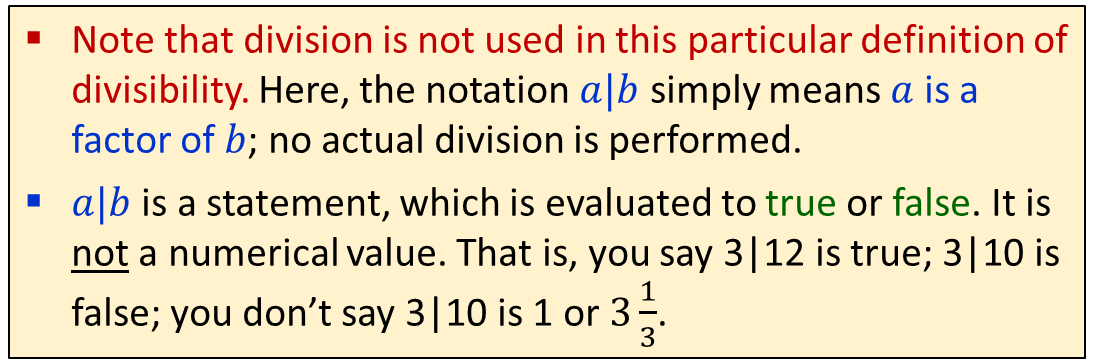 ▪ Note that division is not used in this particular definition of
divisibility. Here, the notation 𝑎|𝑏 simply means 𝑎 is a
factor of 𝑏; no actual division is performed.
▪ 𝑎|𝑏 is a statement, which is evaluated to true or false. It is
not a numerical value. That is, you say 3|12 is true; 3|10 is
false; you don’t say 3|10 is 1 or 3 1/3.